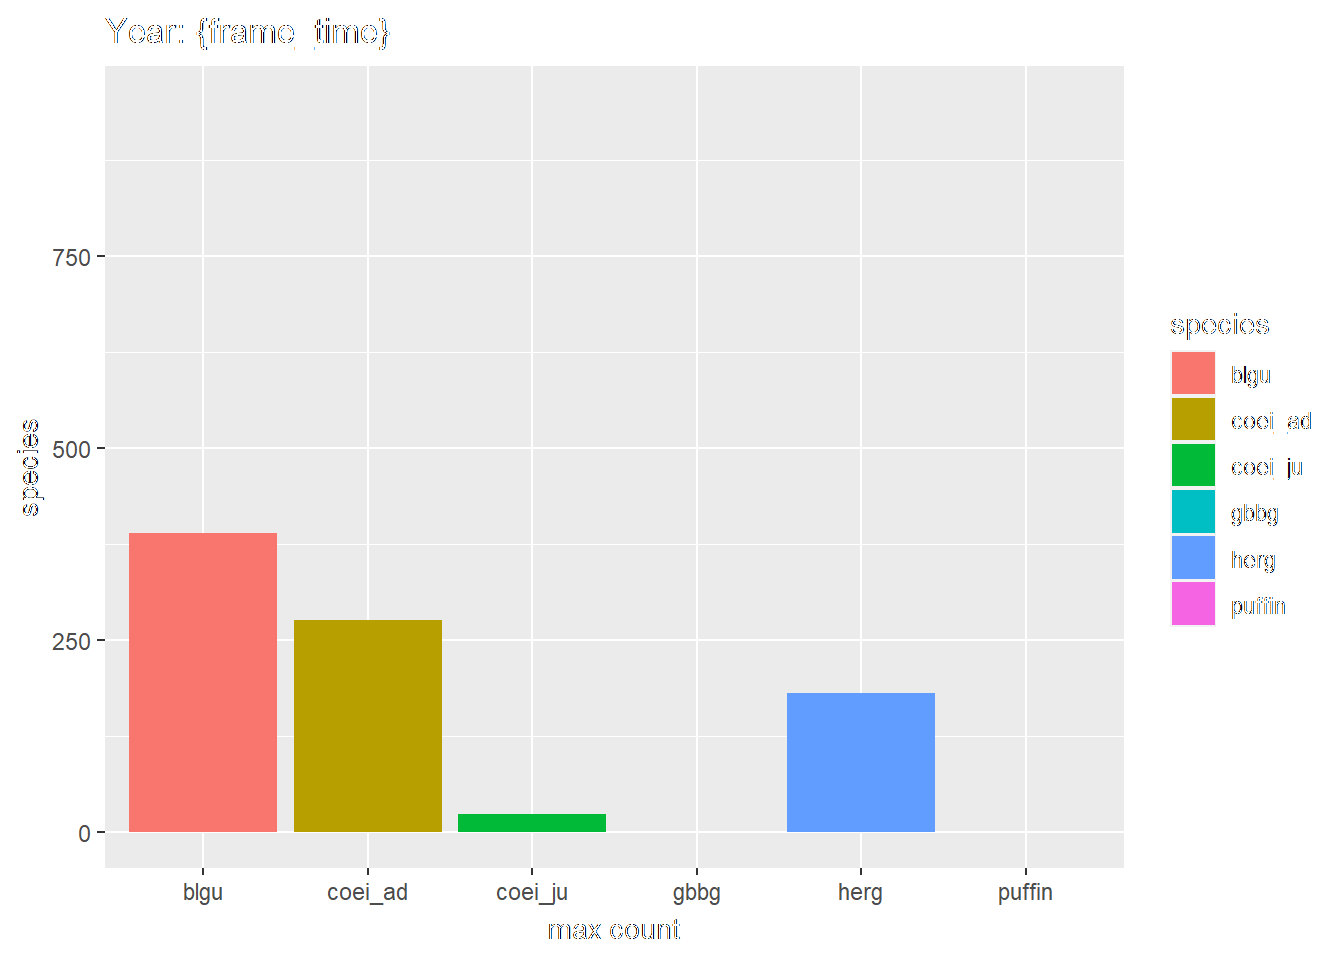 Year: {frame_time}
750
500
250
0
species
blgu
coei_ad
coei_ju
gbbg
herg
puffin
max count
species
blgu
coei_ad
coei_ju
gbbg
herg
puffin